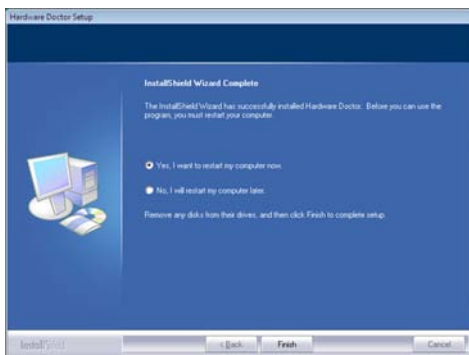 Hardware Doctor Setup
InstallShield Wizard Complete
The InstallShield Wizard has successfully installed Hardware Doctor. Before you can use the
program, you must restart your computer.
Yes, I want to restart my computer now.
No, I will restart my computer later.
Remove any disks from their drives, and then click Finish to complete setup.
InstallShield
< Back
Finish
Cancel